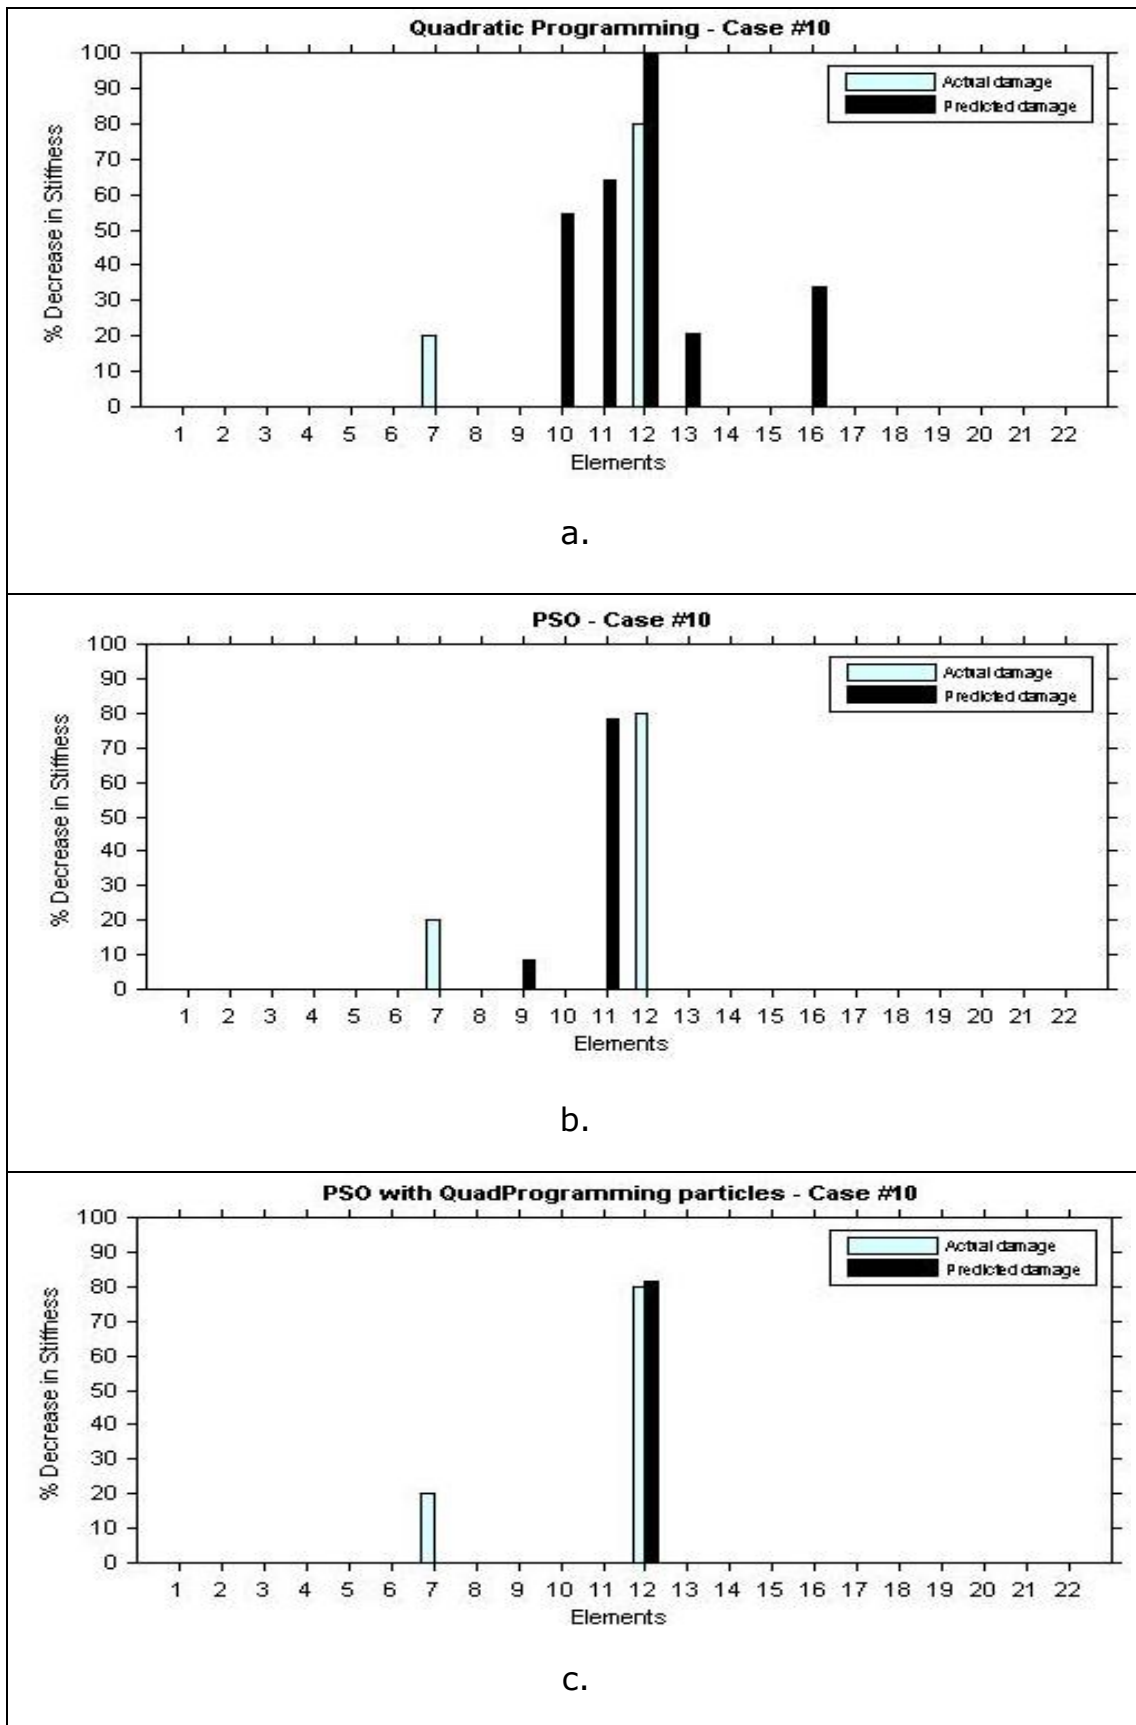 Quadratic Programming - Case #10
100
90
80
70
60
50
40
30
20
10
0
% Decrease in Stiffness
Actual damage
Predicted damage
1 2 3 4 5 6 7 8 9 10 11 12 13 14 15 16 17 18 19 20 21 22
Elements
a.
PSO - Case #10
100
90
80
70
60
50
40
30
20
10
0
% Decrease in Stiffness
Actual damage
Predicted damage
1 2 3 4 5 6 7 8 9 10 11 12 13 14 15 16 17 18 19 20 21 22
Elements
b.
PSO with QuadProgramming particles - Case #10
100
90
80
70
60
50
40
30
20
10
0
% Decrease in Stiffness
Actual damage
Predicted damage
1 2 3 4 5 6 7 8 9 10 11 12 13 14 15 16 17 18 19 20 21 22
Elements
c.